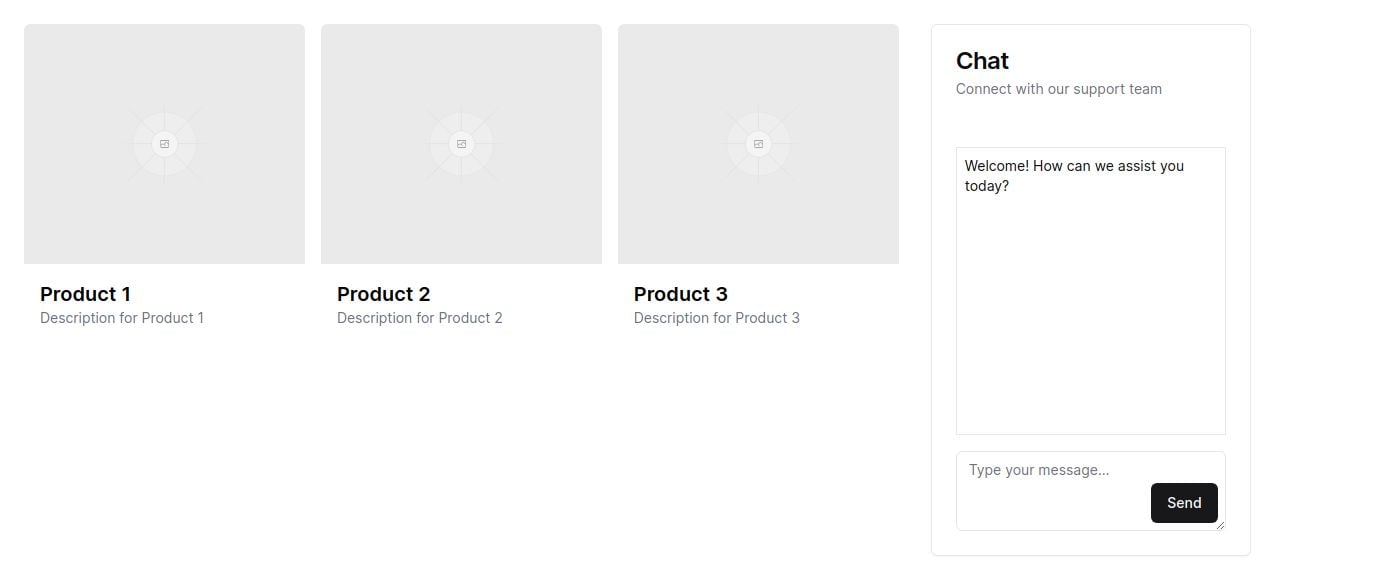 Product 1
Description for Product 1
Product 2
Description for Product 2
Product 3
Description for Product 3
Chat
Connect with our support team
Welcome! How can we assist you
today?
Type your message...
Send